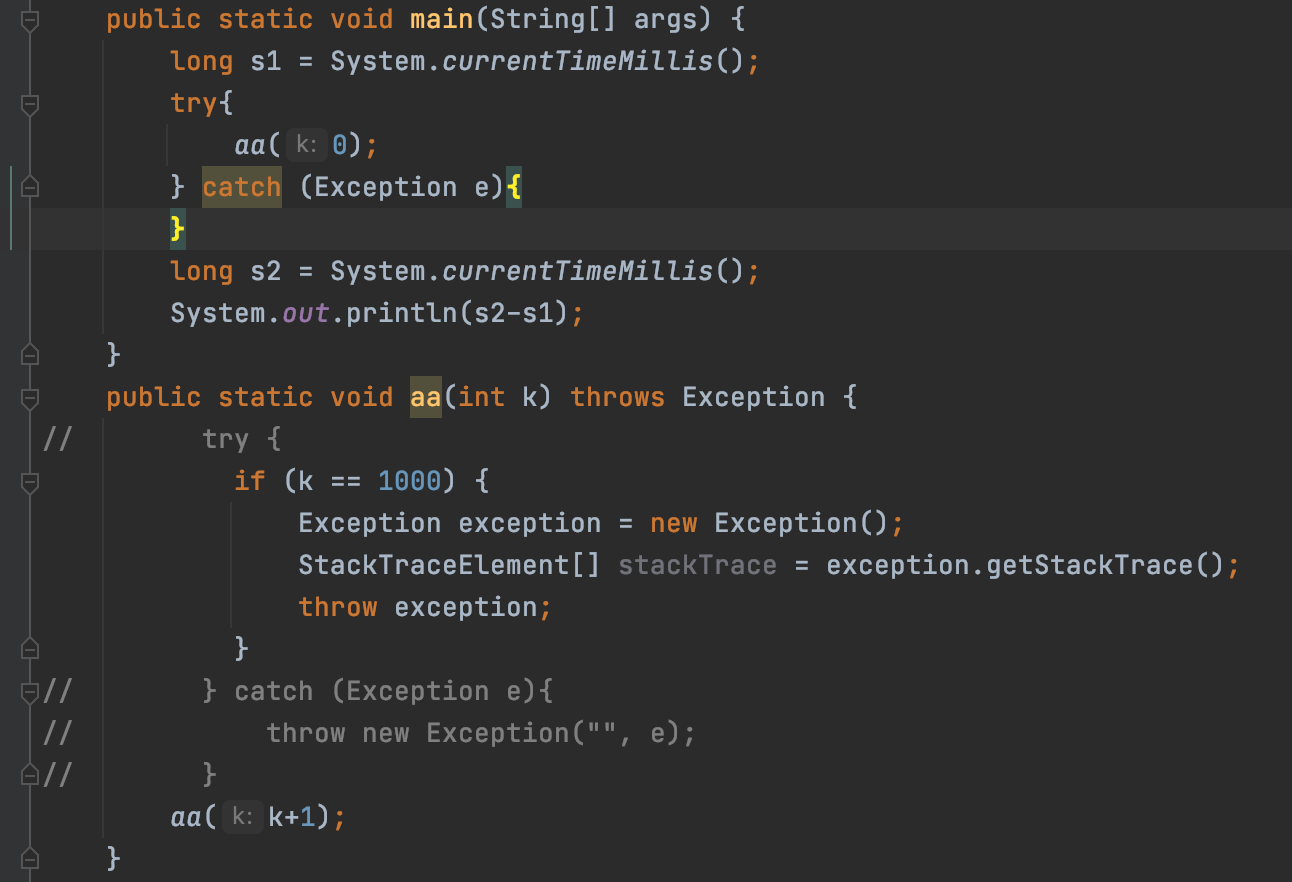 public static void main(String[] args) {
    long s1 = System.currentTimeMillis();
    try{
        aa( k: 0);
    } catch (Exception e){
    }
    long s2 = System.currentTimeMillis();
    System.out.println(s2-s1);
}
public static void aa(int k) throws Exception {
//        try {
        if (k == 1000) {
            Exception exception = new Exception();
            StackTraceElement[] stackTrace = exception.getStackTrace();
            throw exception;
        }
//        } catch (Exception e){
//            throw new Exception("", e);
//        }
    aa( k: k+1);
}